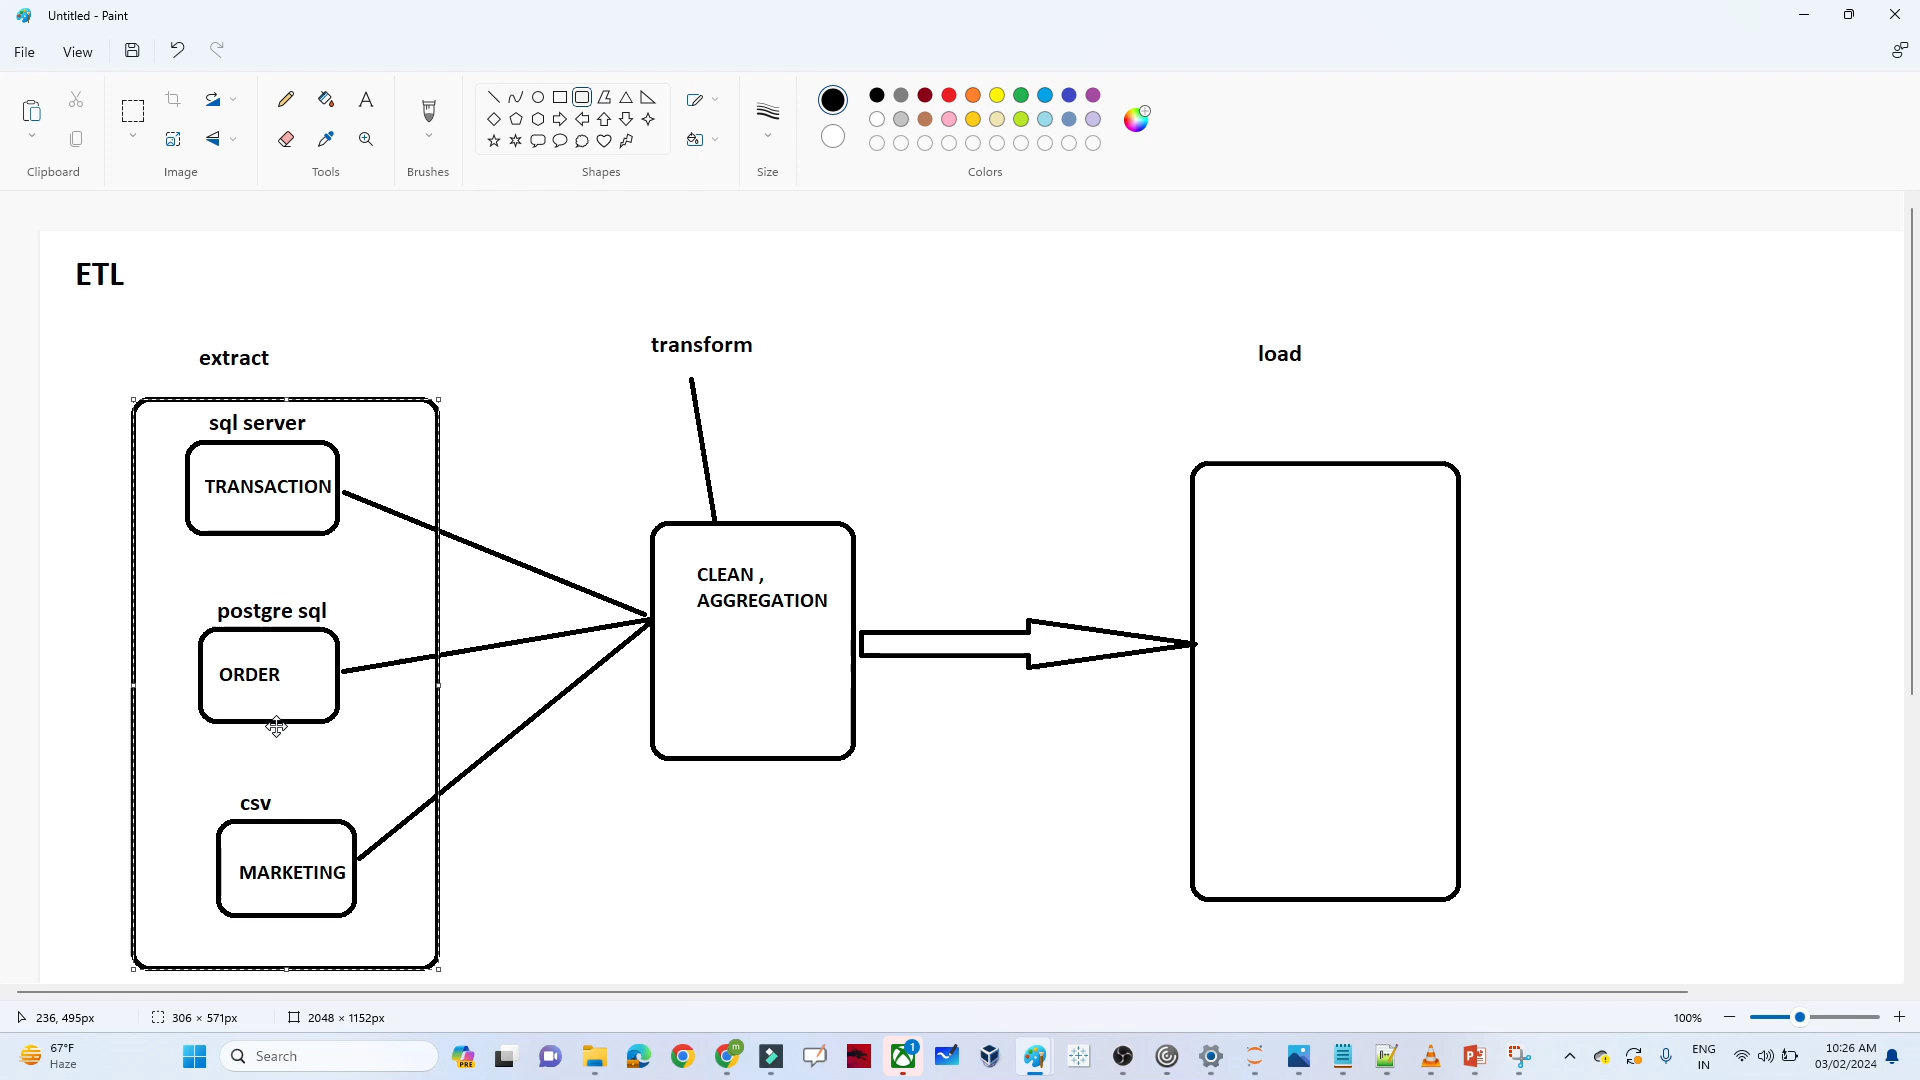 Untitled - Paint
File
View
Clipboard
Image
Tools
Brushes
Shapes
Size
Colors
ETL
extract
transform
load
sql server
TRANSACTION
CLEAN ,
AGGREGATION
postgre sql
ORDER
csv
MARKETING
236, 495px
306 × 571px
2048 × 1152px
100%
67°F
Haze
Search
PRE
m
1
ENG
IN
10:26 AM
03/02/2024